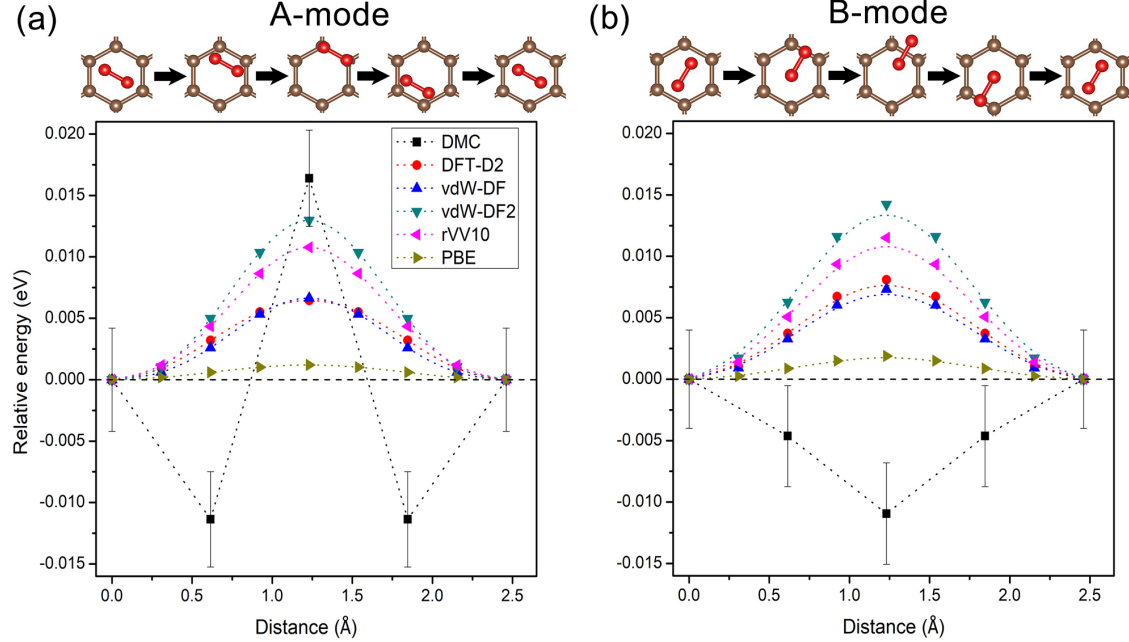 (a)
A-mode
(b)
B-mode
0.020
0.015
0.010
0.005
0.000
-0.005
-0.010
-0.015
Relative energy (eV)
DMC
DFT-D2
vdW-DF
vdW-DF2
rVV10
PBE
0.0 0.5 1.0 1.5 2.0 2.5
Distance (Å)
0.020
0.015
0.010
0.005
0.000
-0.005
-0.010
-0.015
0.0 0.5 1.0 1.5 2.0 2.5
Distance (Å)